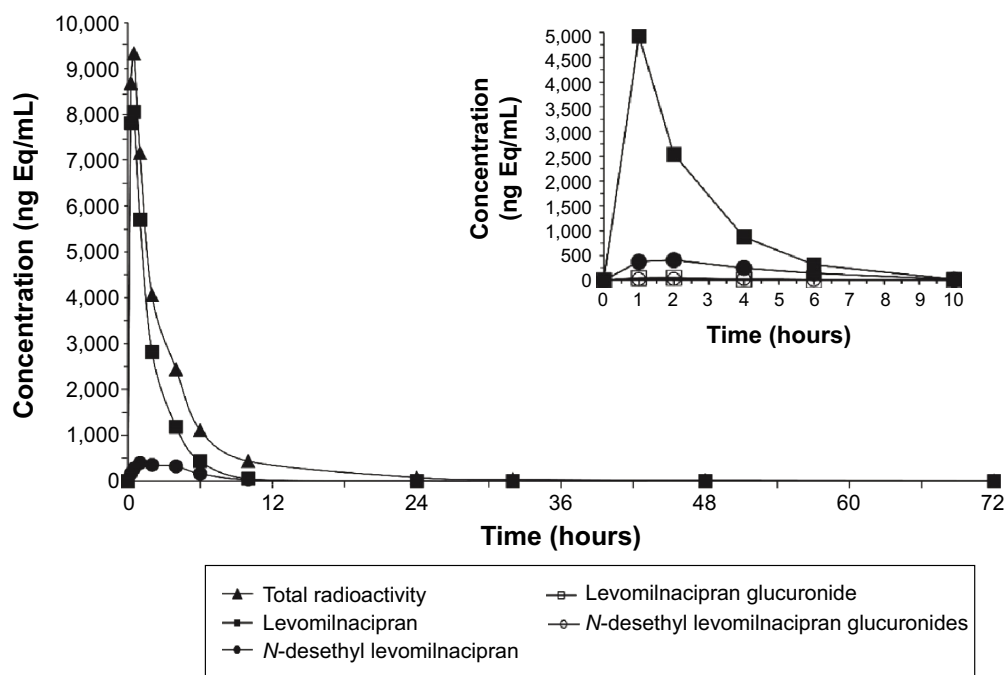 10,000
9,000
8,000
7,000
6,000
5,000
4,000
3,000
2,000
1,000
0
Concentration (ng Eq/mL)
0
12
24
36
48
60
72
Time (hours)
5,000
4,500
4,000
3,500
3,000
2,500
2,000
1,500
1,000
500
0
Concentration
(ng Eq/mL)
0 1 2 3 4 5 6 7 8 9 10
Time (hours)
Total radioactivity
Levomilnacipran
N-desethyl levomilnacipran
Levomilnacipran glucuronide
N-desethyl levomilnacipran glucuronides